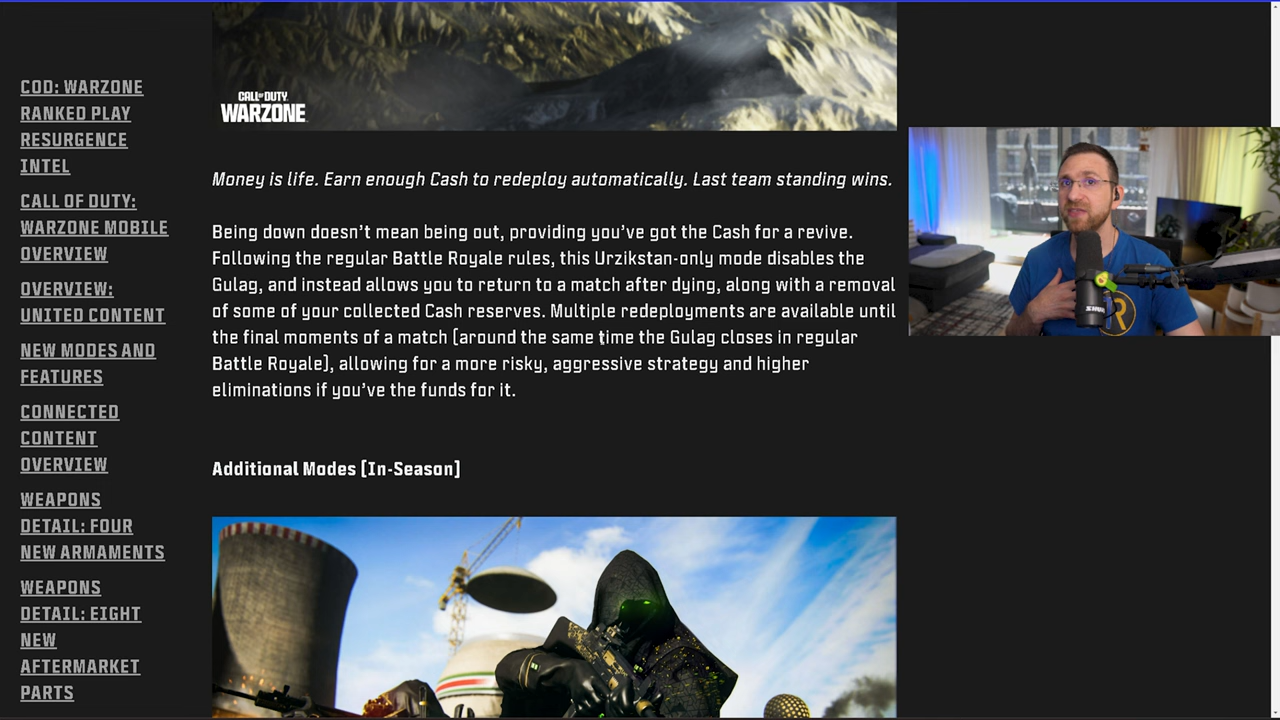 COD: WARZONE
RANKED PLAY
RESURGENCE
INTEL
CALL OF DUTY:
WARZONE MOBILE
OVERVIEW
OVERVIEW:
UNITED CONTENT
NEW MODES AND
FEATURES
CONNECTED
CONTENT
OVERVIEW
WEAPONS
DETAIL: FOUR
NEW ARMAMENTS
WEAPONS
DETAIL: EIGHT
NEW
AFTERMARKET
PARTS
CALL OF DUTY
WARZONE
Money is life. Earn enough Cash to redeploy automatically. Last team standing wins.
Being down doesn't mean being out, providing you've got the Cash for a revive.
Following the regular Battle Royale rules, this Urzikstan-only mode disables the
Gulag, and instead allows you to return to a match after dying, along with a removal
of some of your collected Cash reserves. Multiple redeployments are available until
the final moments of a match (around the same time the Gulag closes in regular
Battle Royale), allowing for a more risky, aggressive strategy and higher
eliminations if you've the funds for it.
Additional Modes [In-Season]
SHURE
R